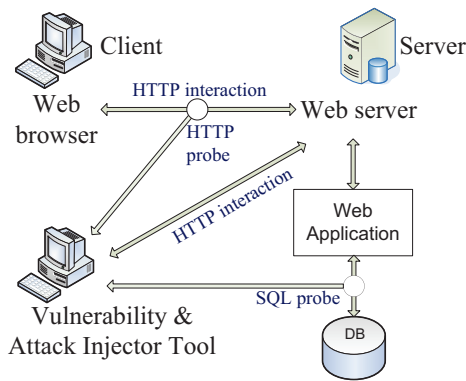 Client
Server
HTTP interaction
Web
browser
Web server
HTTP
probe
HTTP interaction
Web
Application
SQL probe
Vulnerability &
Attack Injector Tool
DB